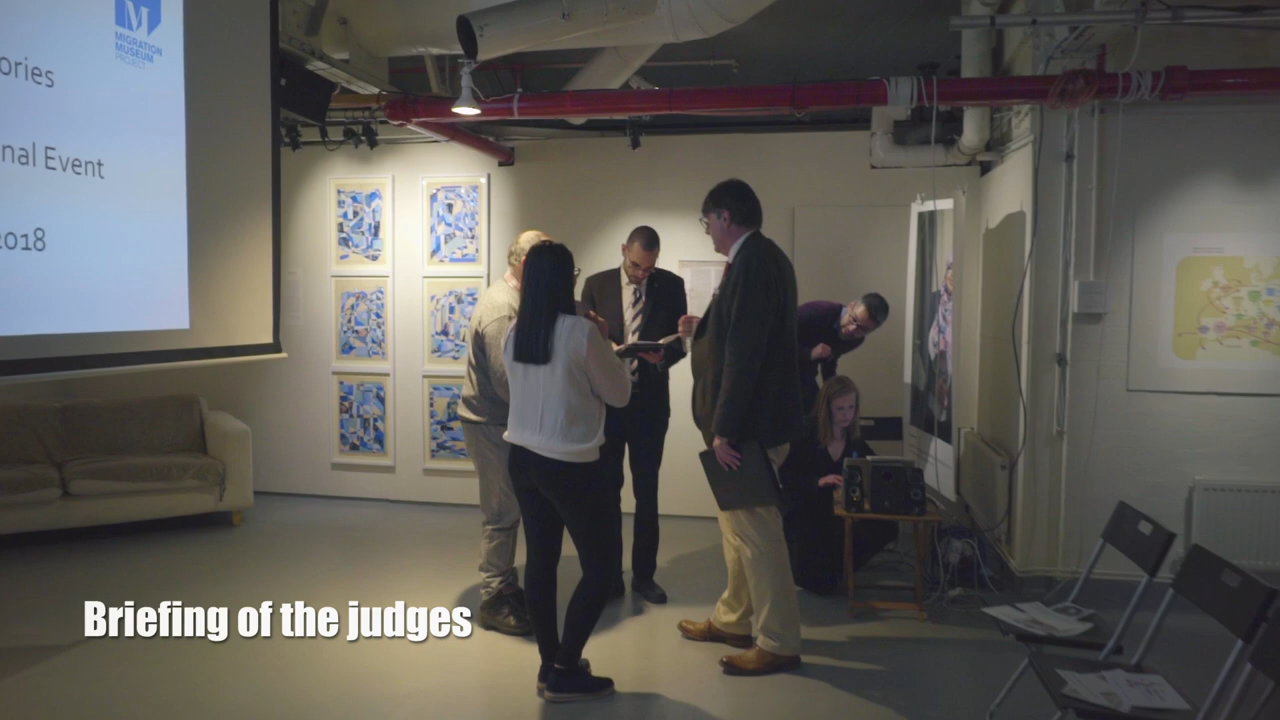 M
MIGRATION
MUSEUM
PROJECT
ories
nal Event
2018
Briefing of the judges